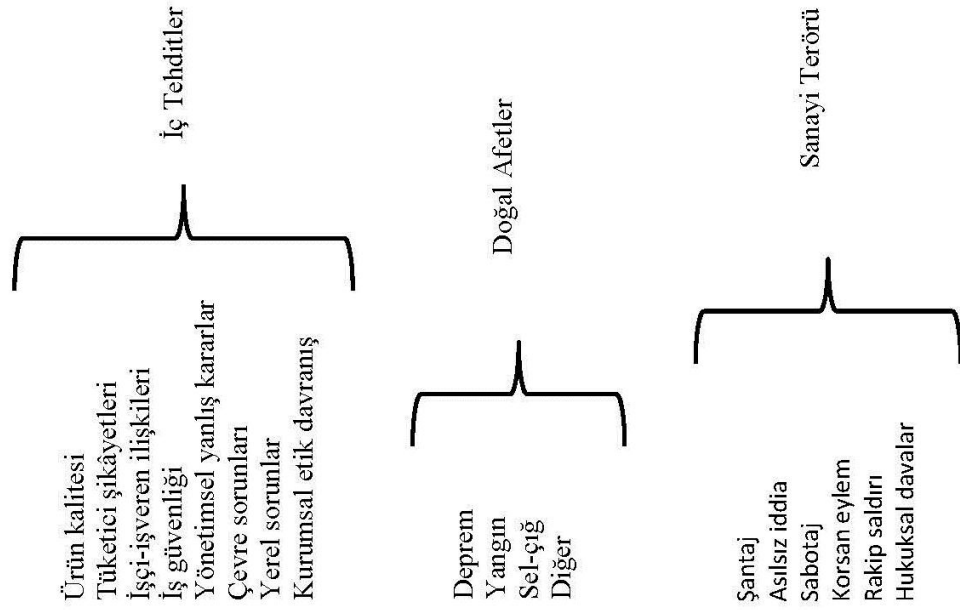 Ürün kalitesi
Tüketici şikâyetleri
İşçi-işveren ilişkileri
İş güvenliği
Yönetimsel yanlış kararlar
Çevre sorunları
Yerel sorunlar
Kurumsal etik davranış
İç Tehditler
Deprem
Yangın
Sel-çığ
Diğer
Doğal Afetler
Şantaj
Asılsız iddia
Sabotaj
Korsan eylem
Rakip saldırı
Hukuksal davalar
Sanayi Terörü